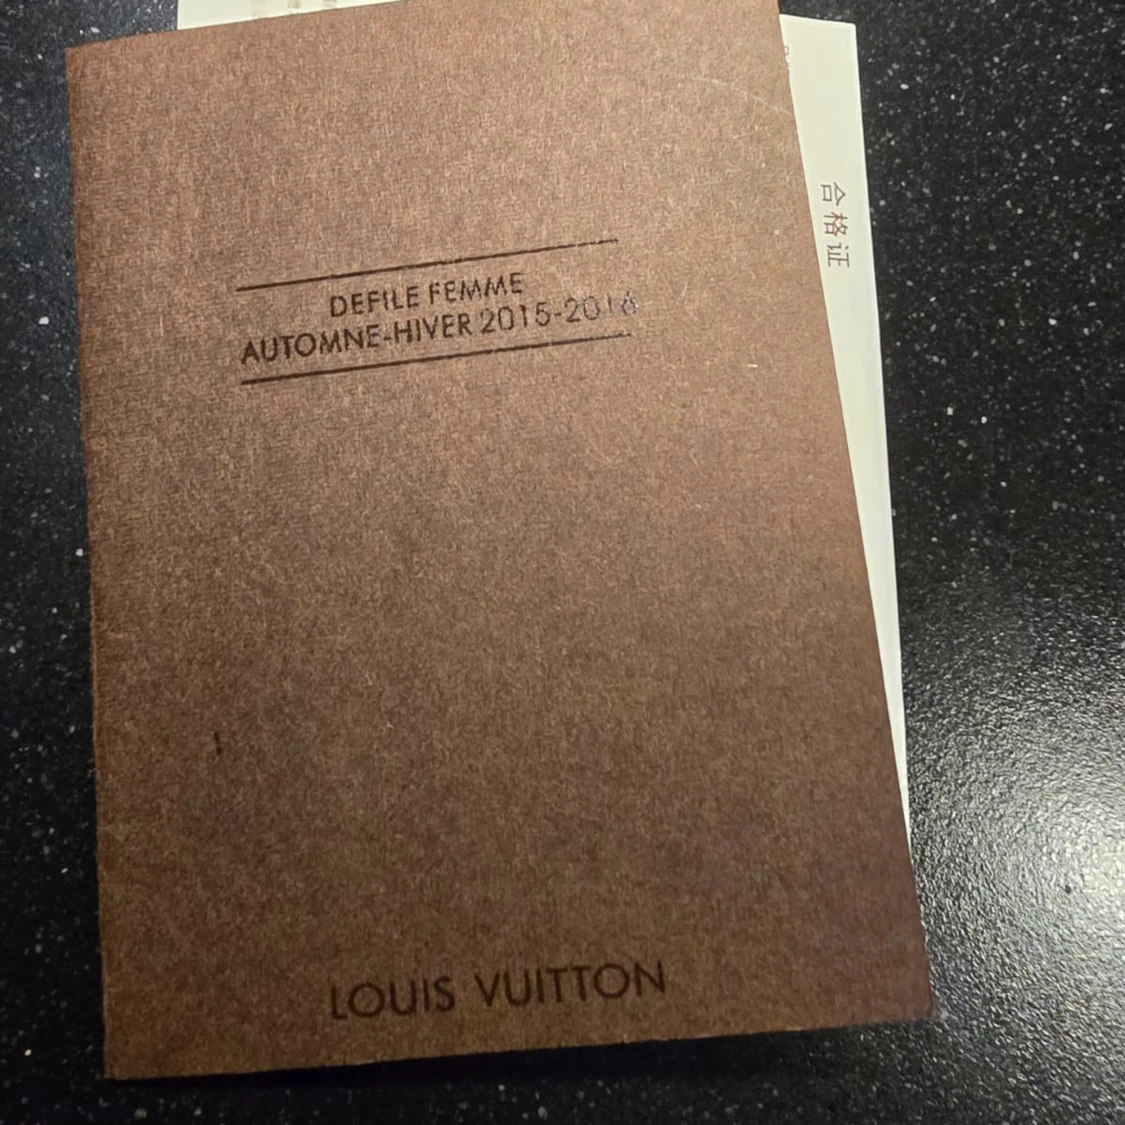 DEFILE FEMME
AUTOMNE-HIVER 2015-2016
LOUIS VUITTON
合格证